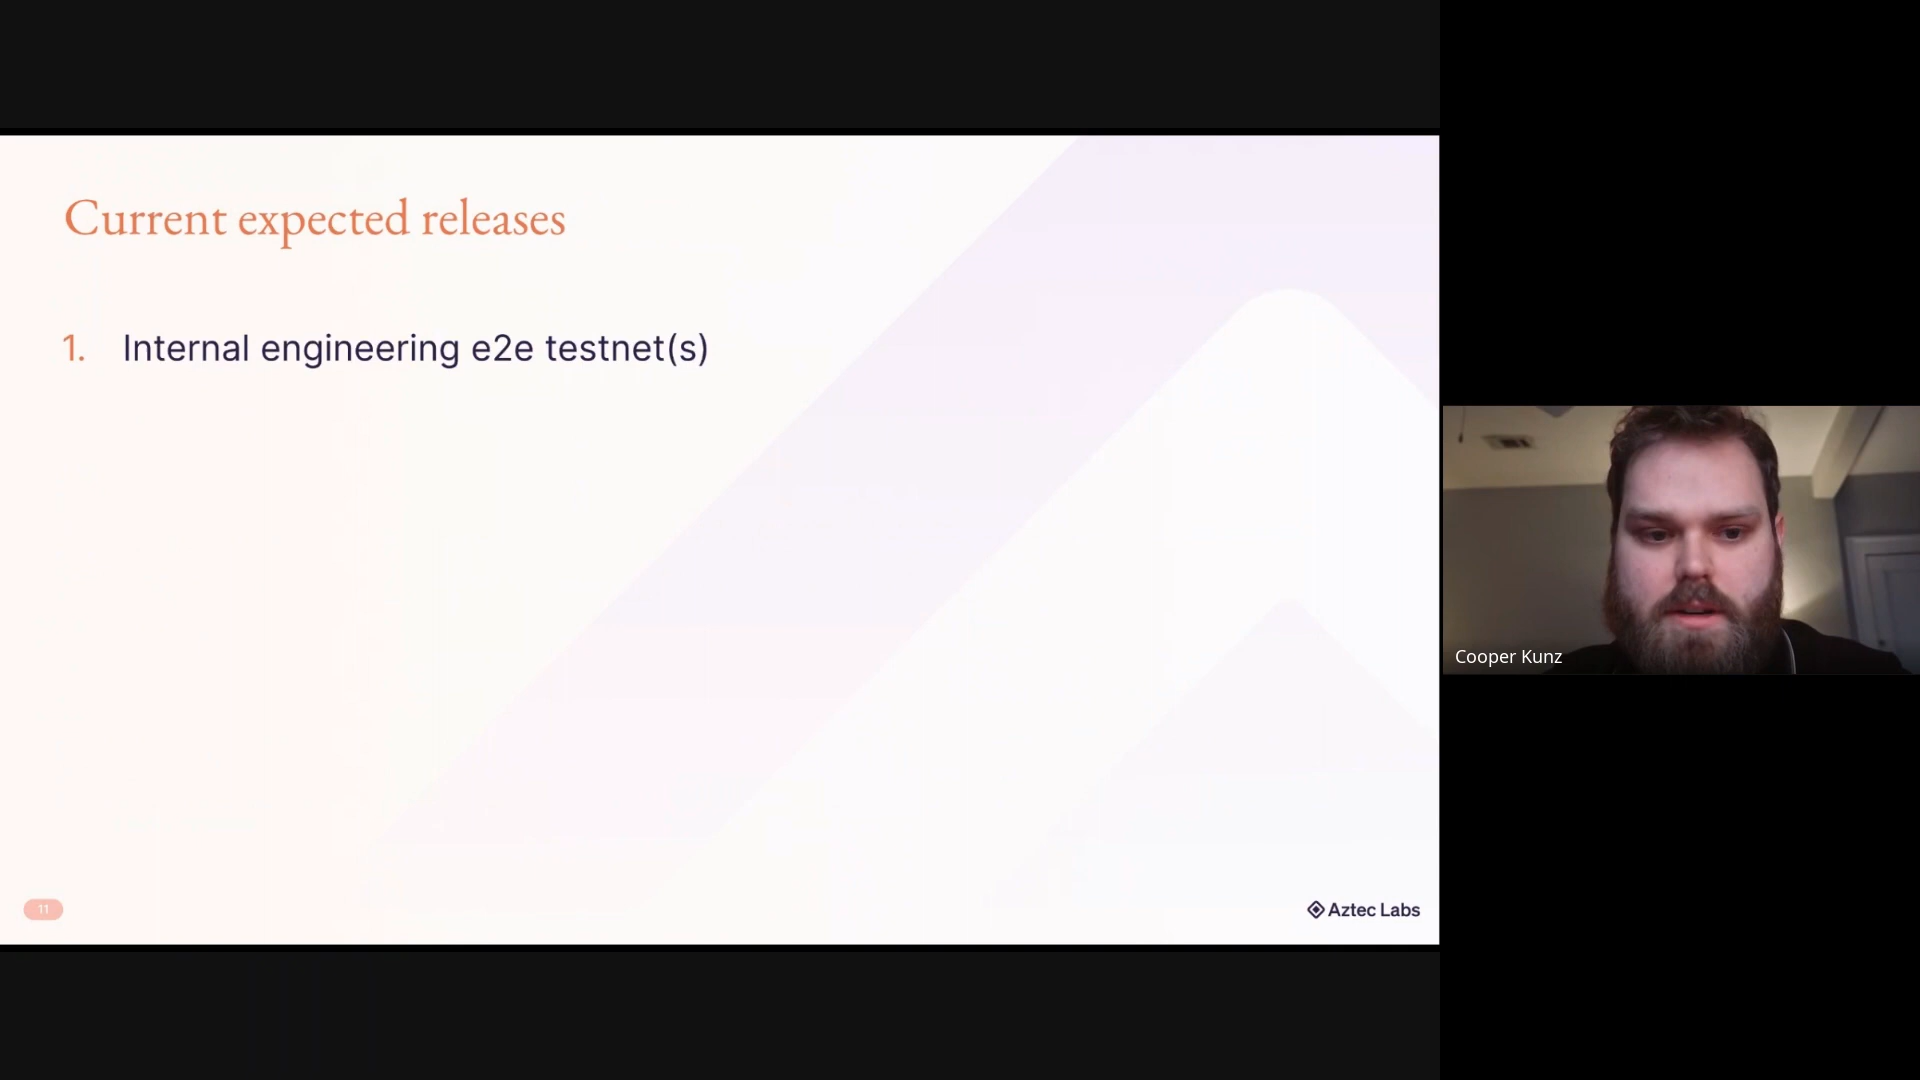 Current expected releases
1. Internal engineering e2e testnet(s)
11
Aztec Labs
Cooper Kunz